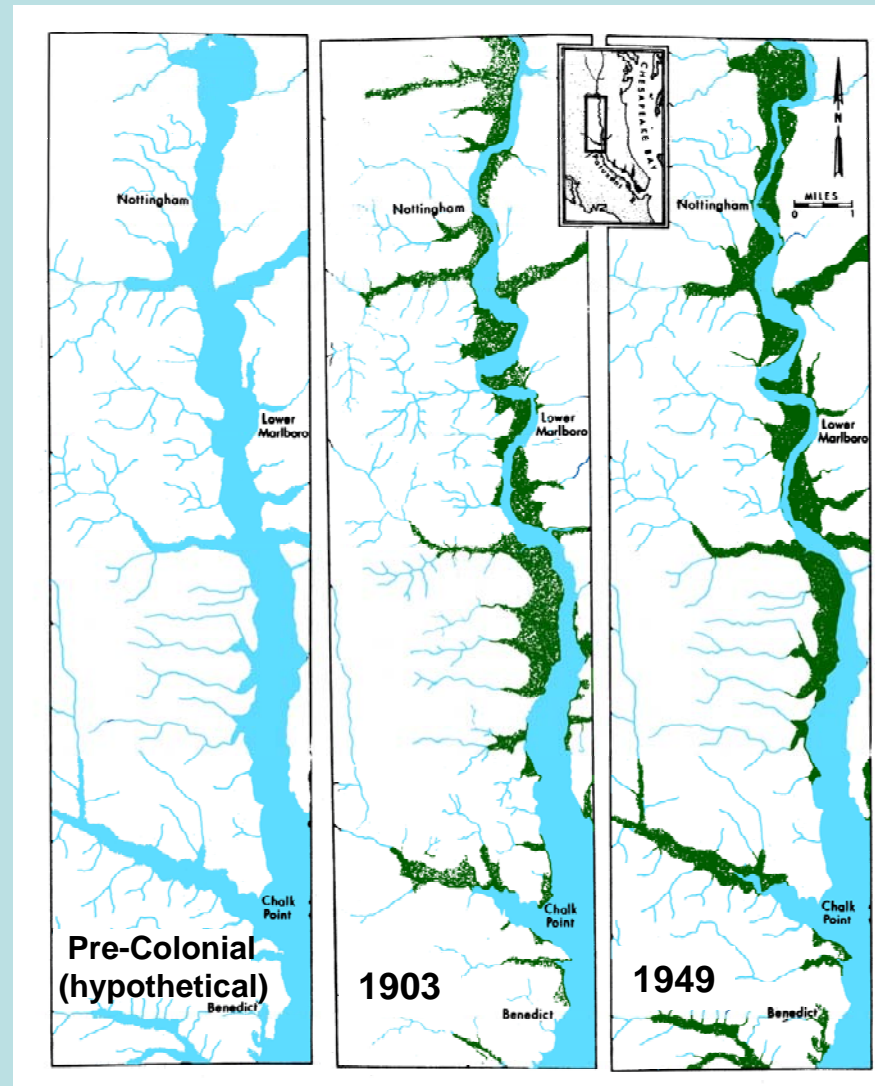 Nottingham
Lower
Marlboro
Chalk
Point
Pre-Colonial
(hypothetical)
Benedict
Nottingham
Lower
Marlboro
Chalk
Point
1903
Benedict
CHESAPEAKE BAY
N
MILES
0 1
Nottingham
Lower
Marlboro
Chalk
Point
1949
Benedict